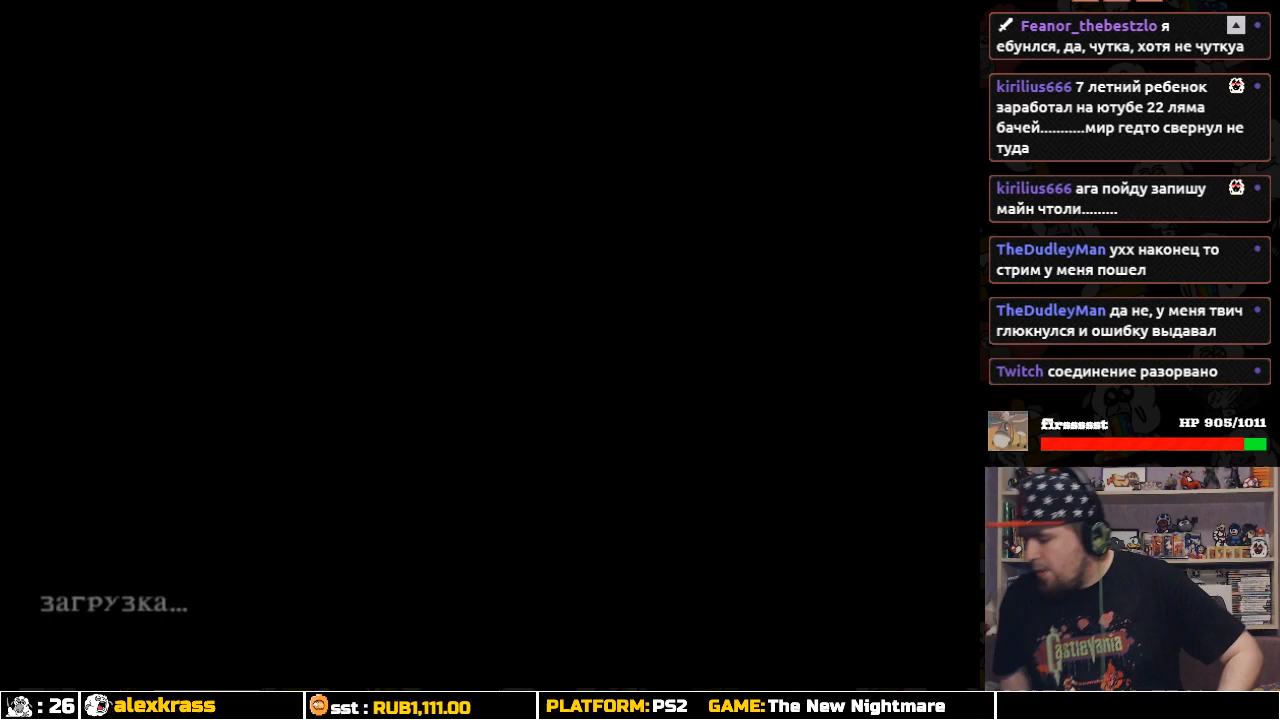 Feanor_thebestzlo я
ебунлся, да, чутка, хотя не чуткуа
kirilius666 7 летний ребенок
заработал на ютубе 22 ляма
бачей...........мир гедто свернул не
туда
kirilius666 ага пойду запишу
майн чтоли.........
TheDudleyMan ухх наконец то
стрим у меня пошел
TheDudleyMan да не, у меня твич
глюкнулся и ошибку выдавал
Twitch соединение разорвано
firssssst HP 905/1011
Castlevania
загрузка...
: 26 alexkrass sst : RUB1,111.00 PLATFORM: PS2 GAME: The New Nightmare